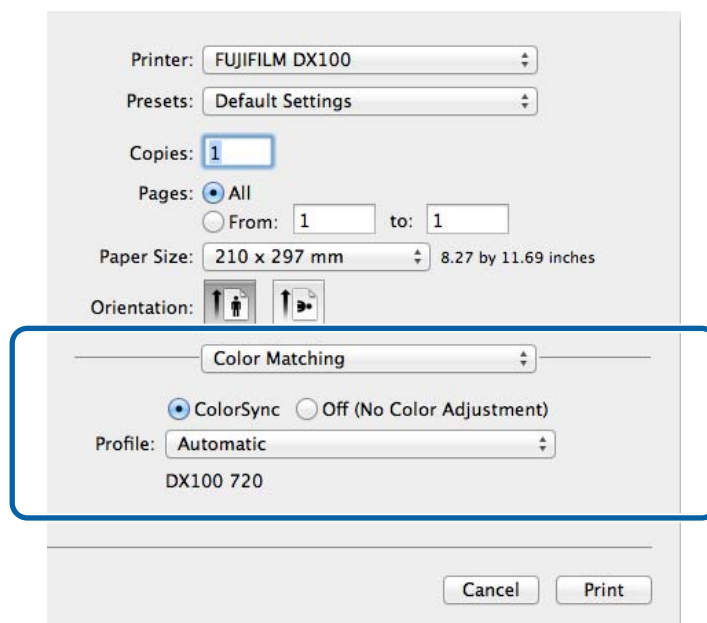 Printer: FUJIFILM DX100
Presets: Default Settings
Copies: 1
Pages: All
From: 1 to: 1
Paper Size: 210 x 297 mm 8.27 by 11.69 inches
Orientation:
Color Matching
ColorSync Off (No Color Adjustment)
Profile: Automatic
DX100 720
Cancel Print